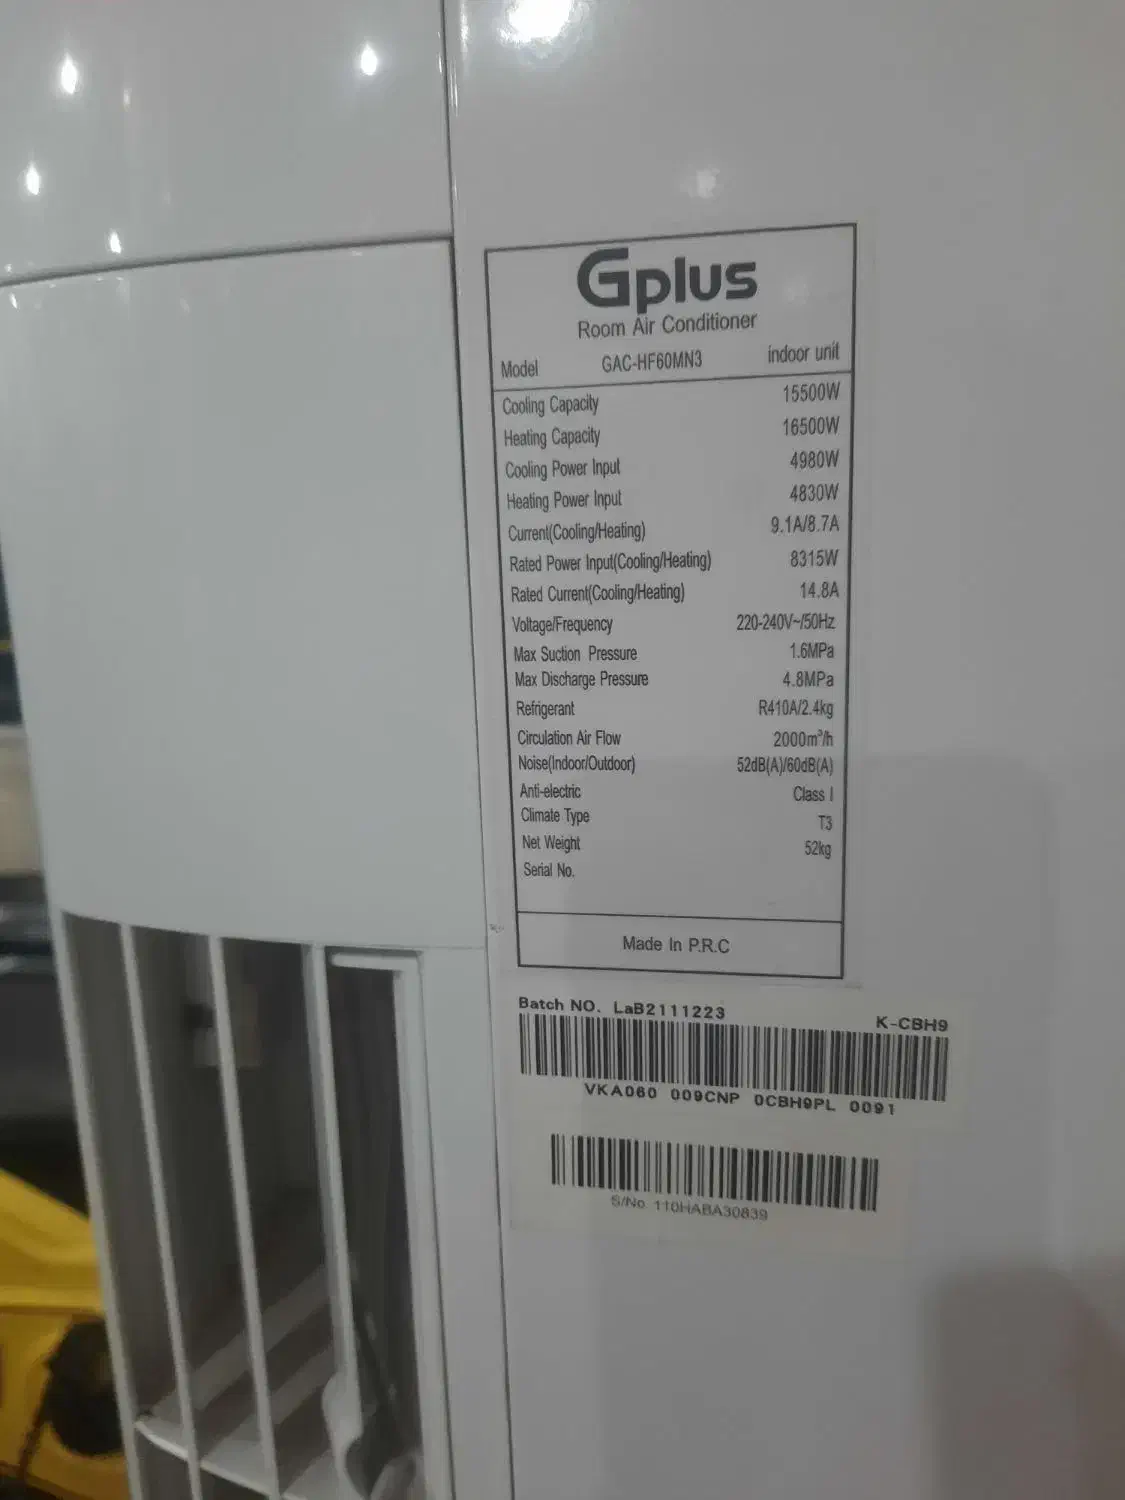 Gplus
Room Air Conditioner
Model GAC-HF60MN3 indoor unit
Cooling Capacity 15500W
Heating Capacity 16500W
Cooling Power Input 4980W
Heating Power Input 4830W
Current(Cooling/Heating) 9.1A/8.7A
Rated Power Input(Cooling/Heating) 8315W
Rated Current(Cooling/Heating) 14.8A
Voltage/Frequency 220-240V~/50Hz
Max Suction Pressure 1.6MPa
Max Discharge Pressure 4.8MPa
Refrigerant R410A/2.4kg
Circulation Air Flow 2000m³/h
Noise(Indoor/Outdoor) 52dB(A)/60dB(A)
Anti-electric Class I
Climate Type T3
Net Weight 52kg
Serial No.
Made In P.R.C
Batch NO. LaB2111223 K-CBH9
VKA060 009CNP 0CBH9PL 0091
S/No. 110HABA30839